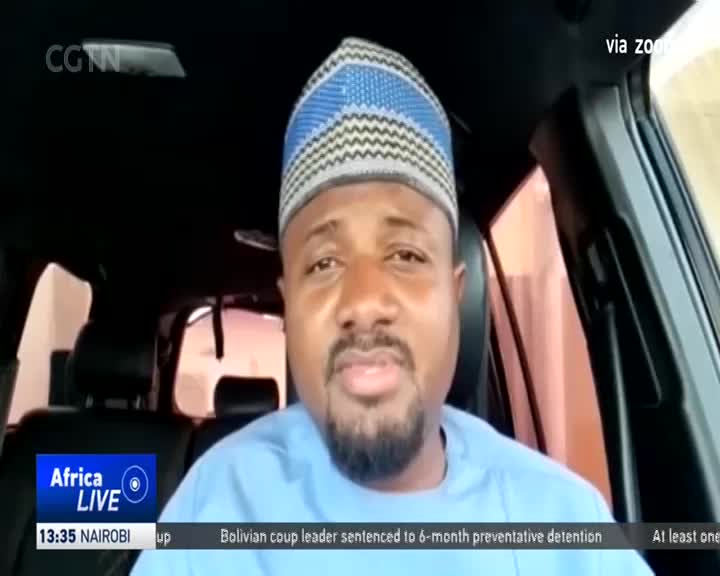 CGTN
via zoom
Africa
LIVE
13:35 NAIROBI
up Bolivian coup leader sentenced to 6-month preventative detention At least one